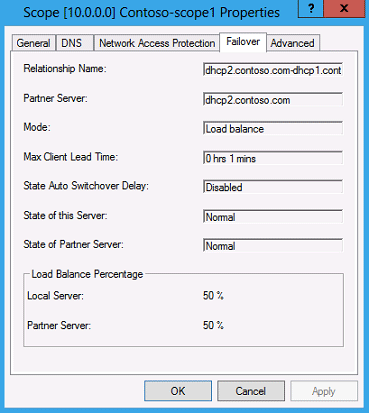 Scope [10.0.0.0] Contoso-scope1 Properties
?
General
DNS
Network Access Protection
Failover
Advanced
Relationship Name:
dhcp2.contoso.com-dhcp1.cont
Partner Server:
dhcp2.contoso.com
Mode:
Load balance
Max Client Lead Time:
0 hrs 1 mins
State Auto Switchover Delay:
Disabled
State of this Server:
Normal
State of Partner Server:
Normal
Load Balance Percentage
Local Server:
50 %
Partner Server:
50 %
OK
Cancel
Apply